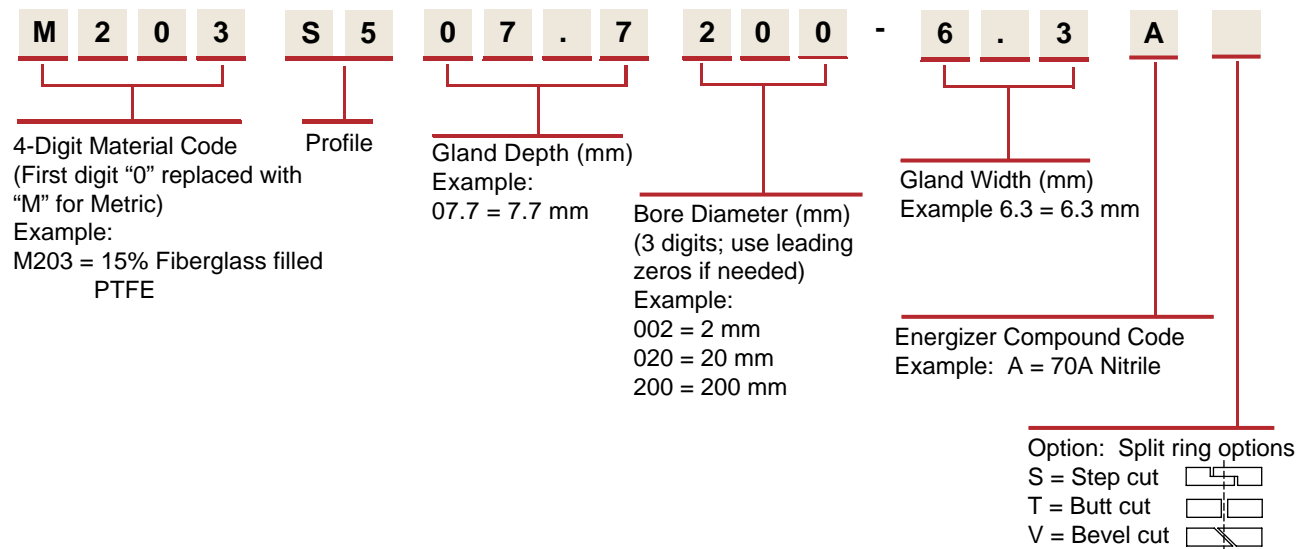 M 2 0 3 S 5 0 7 . 7 2 0 0 - 6 . 3 A
4-Digit Material Code
(First digit “0” replaced with
“M” for Metric)
Example:
M203 = 15% Fiberglass filled
PTFE
Profile
Gland Depth (mm)
Example:
07.7 = 7.7 mm
Bore Diameter (mm)
(3 digits; use leading
zeros if needed)
Example:
002 = 2 mm
020 = 20 mm
200 = 200 mm
Gland Width (mm)
Example 6.3 = 6.3 mm
Energizer Compound Code
Example: A = 70A Nitrile
Option: Split ring options
S = Step cut
T = Butt cut
V = Bevel cut